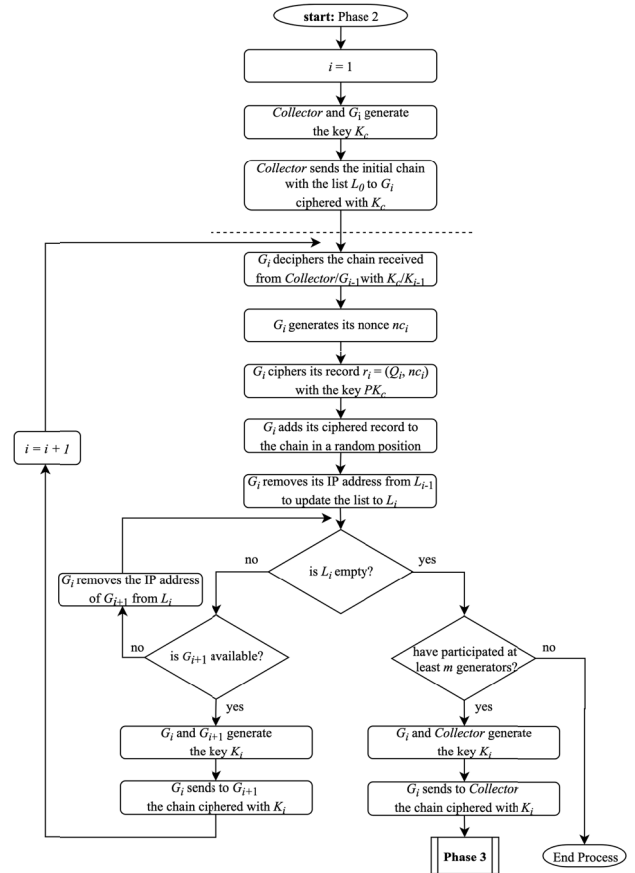 start: Phase 2
i = 1
Collector and Gi generate
the key Kc
Collector sends the initial chain
with the list L0 to Gi
ciphered with Kc
Gi deciphers the chain received
from Collector/Gi-1 with Kc/Ki-1
Gi generates its nonce nci
Gi ciphers its record ri = (Qi, nci)
with the key PKc
Gi adds its ciphered record to
the chain in a random position
i = i + 1
Gi removes its IP address from Li-1
to update the list to Li
no
is Li empty?
yes
Gi removes the IP address
of Gi+1 from Li
no
is Gi+1 available?
have participated at
least m generators?
no
yes
yes
Gi and Gi+1 generate
the key Ki
Gi and Collector generate
the key Ki
Gi sends to Gi+1
the chain ciphered with Ki
Gi sends to Collector
the chain ciphered with Ki
Phase 3
End Process